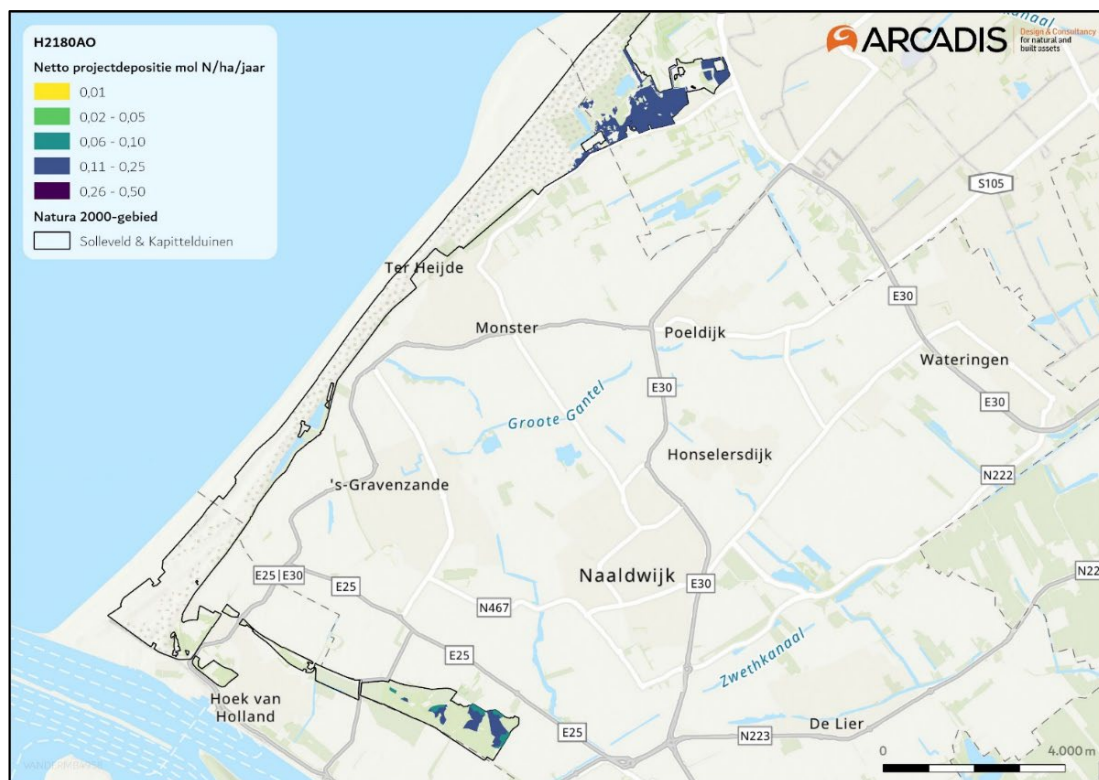 H2180AO
Netto projectdepositie mol N/ha/jaar
0,01
0,02 - 0,05
0,06 - 0,10
0,11 - 0,25
0,26 - 0,50
Natura 2000-gebied
Solleveld & Kapittelduinen
ARCADIS
Design & Consultancy
for natural and
built assets
S105
Ter Heijde
E30
Monster
Poeldijk
Wateringen
E30
E30
Groote Gantel
Honselersdijk
N222
's-Gravenzande
Naaldwijk
E25|E30
E25
E30
N467
E25
Zwethkanaal
Hoek van
Holland
De Lier
E25
N223
0
4.000 m